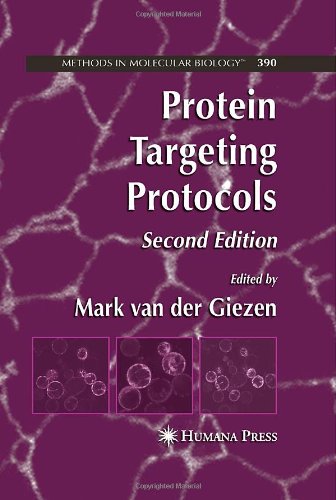 METHODS IN MOLECULAR BIOLOGY™ 390
Protein
Targeting
Protocols
Second Edition
Edited by
Mark van der Giezen
HUMANA PRESS